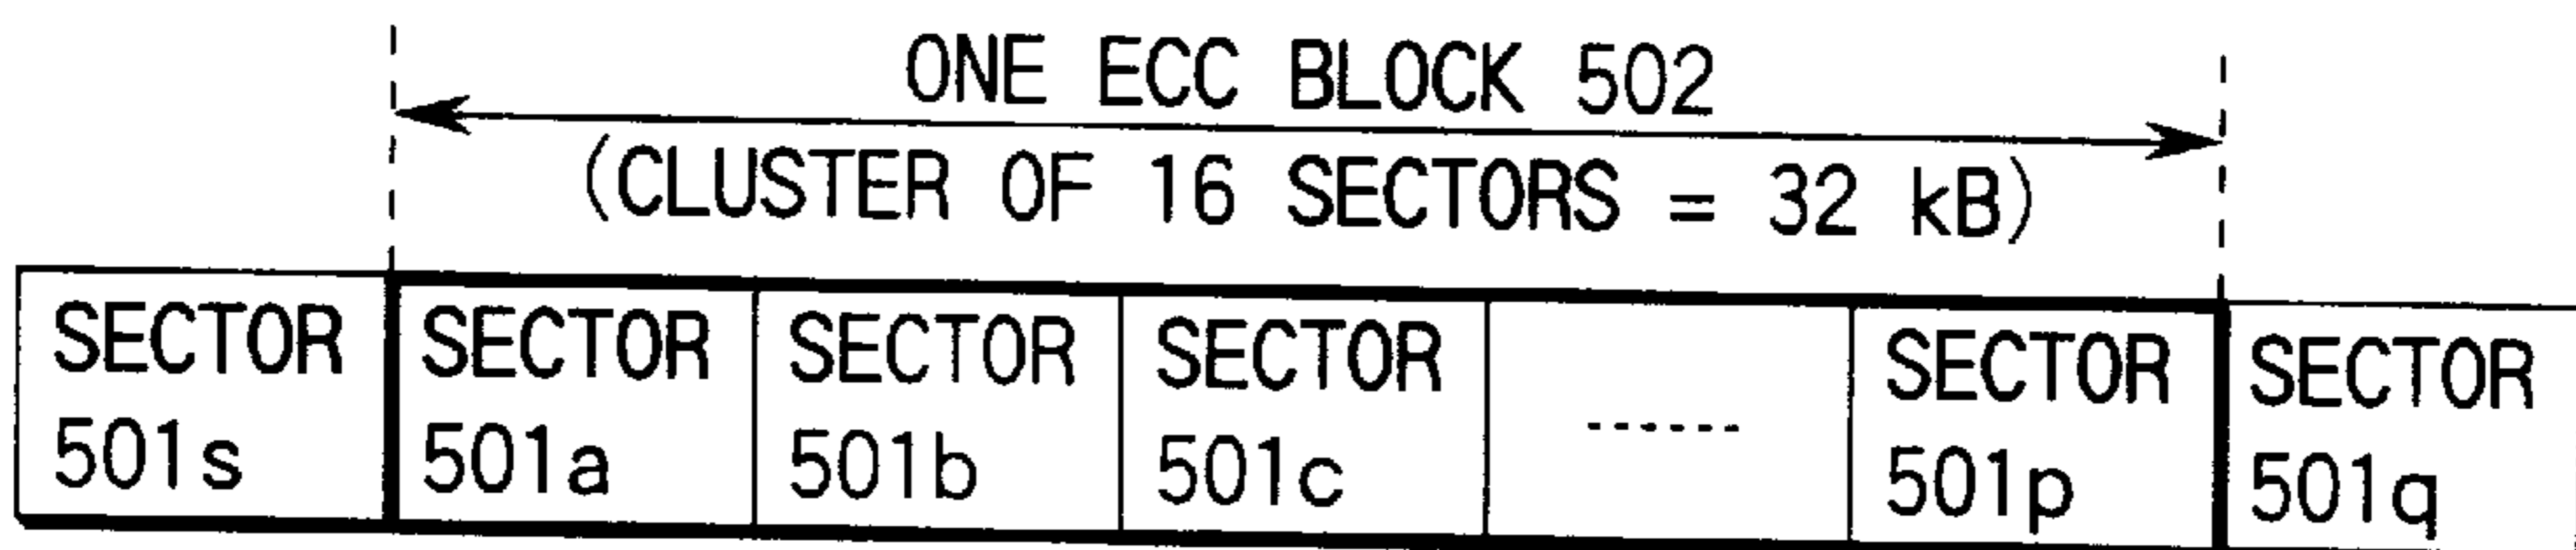 ONE ECC BLOCK 502
(CLUSTER OF 16 SECTORS = 32 kB)
SECTOR SECTOR SECTOR SECTOR SECTOR SECTOR
501s 501a 501b 501c ------ 501p 501q